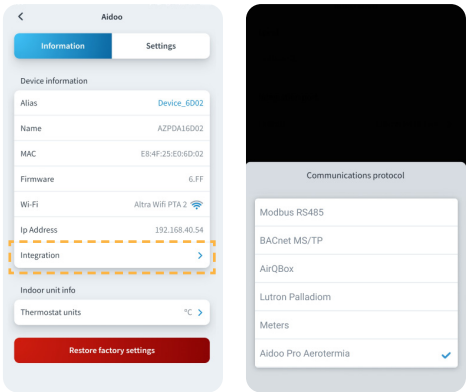 Aidoo
Information
Settings
Device information
Alias Device_6D02
Name AZPDA16D02
MAC E8:4F:25:E0:6D:02
Firmware 6.FF
Wi-Fi Altra Wifi PTA 2
Ip Address 192.168.40.54
Integration
Indoor unit info
Thermostat units °C
Restore factory settings
Communications protocol
Modbus RS485
BACnet MS/TP
AirQBox
Lutron Palladiom
Meters
Aidoo Pro Aerotermia